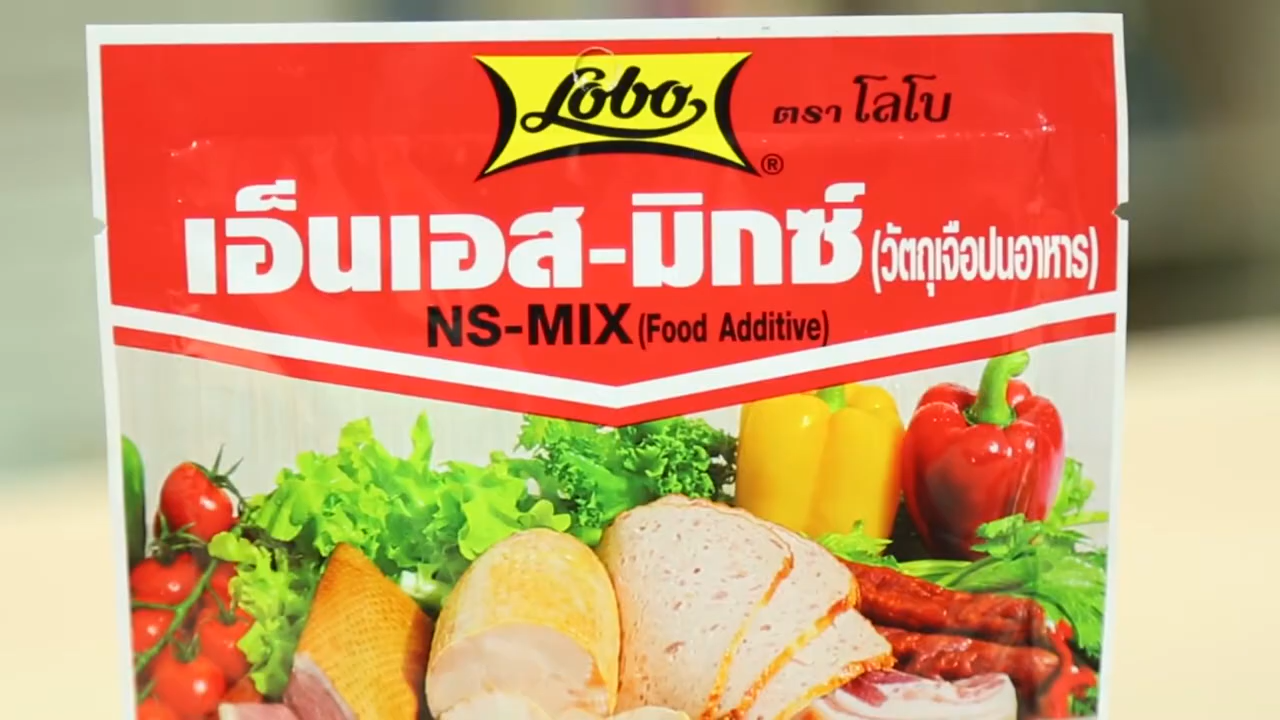 Lobo ® ตรา โลโบ
เอ็นเอส-มิกซ์ (วัตถุเจือปนอาหาร)
NS-MIX (Food Additive)